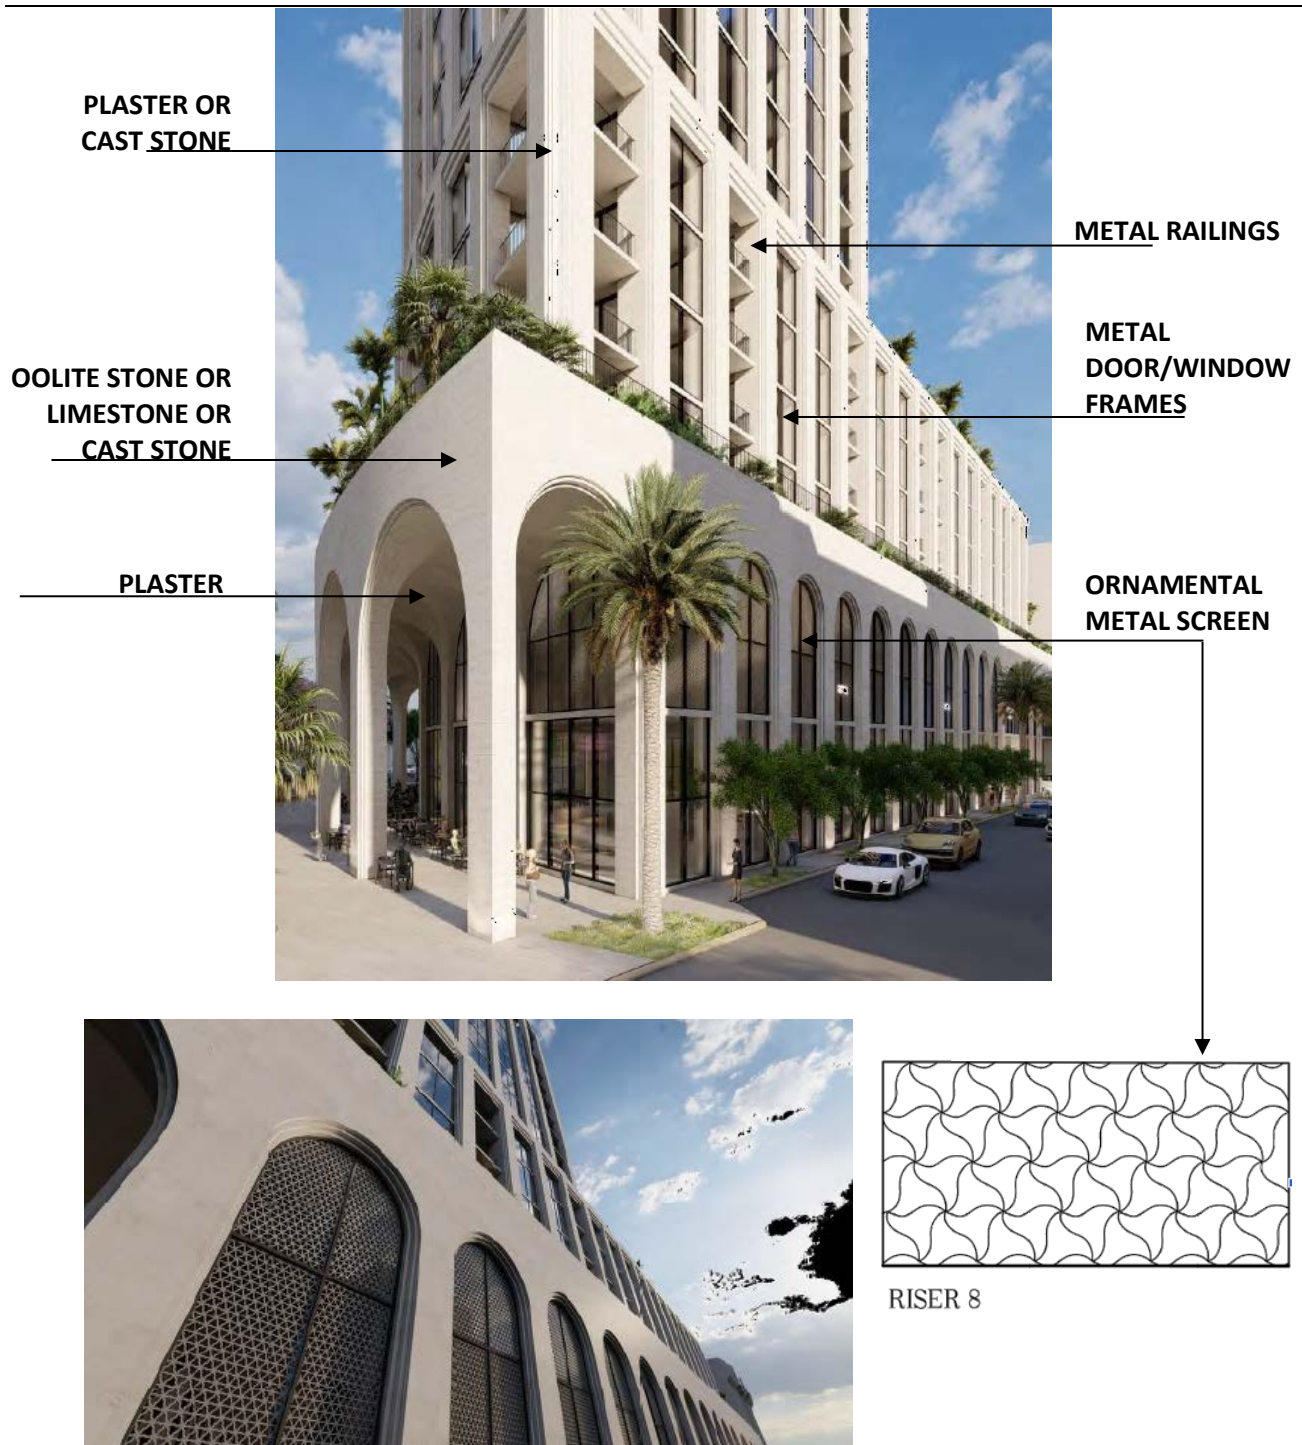 PLASTER OR
CAST STONE
METAL RAILINGS
METAL
DOOR/WINDOW
FRAMES
OOLITE STONE OR
LIMESTONE OR
CAST STONE
PLASTER
ORNAMENTAL
METAL SCREEN
RISER 8